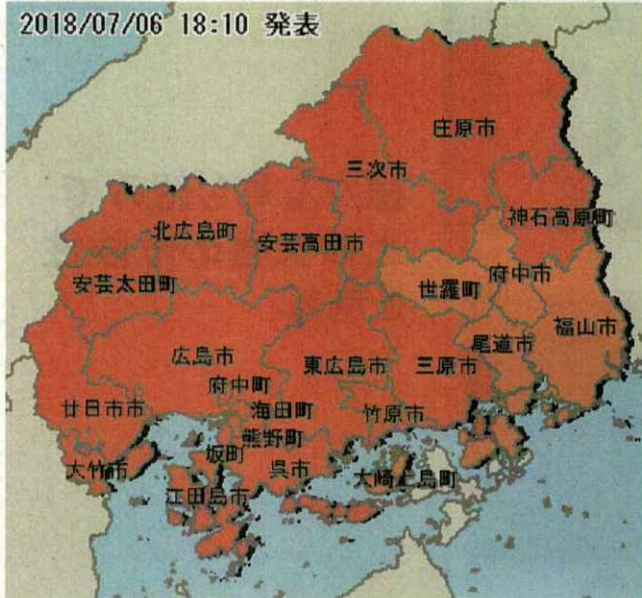 2018/07/06 18:10 発表
庄原市
三次市
神石高原町
北広島町
安芸高田市
安芸太田町
世羅町
府中市
福山市
尾道市
広島市
東広島市
三原市
府中町
廿日市市
海田町
竹原市
熊野町
坂町
大竹市
呉市
大崎上島町
江田島市